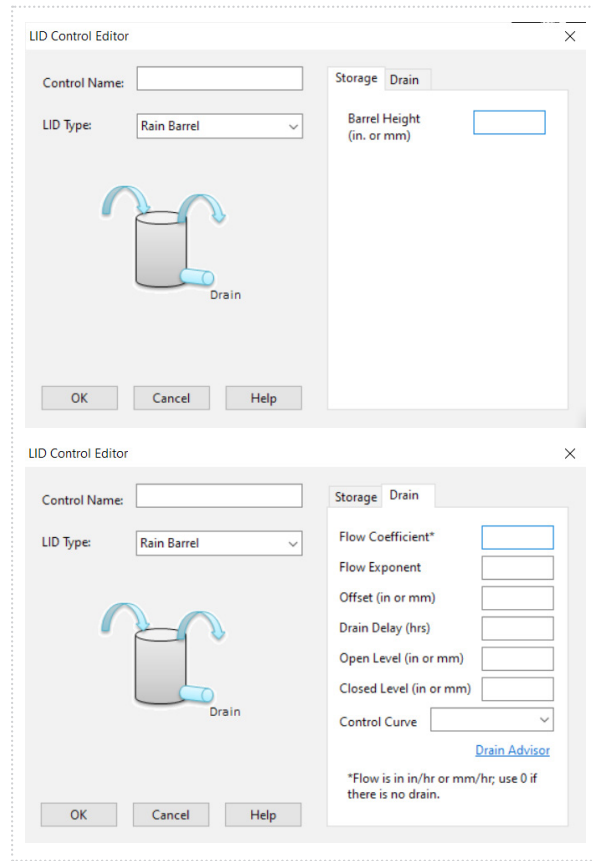 LID Control Editor
Control Name:
LID Type:
Rain Barrel
Drain
OK
Cancel
Help
Storage
Drain
Barrel Height
(in. or mm)
LID Control Editor
Control Name:
LID Type:
Rain Barrel
Drain
OK
Cancel
Help
Storage
Drain
Flow Coefficient*
Flow Exponent
Offset (in or mm)
Drain Delay (hrs)
Open Level (in or mm)
Closed Level (in or mm)
Control Curve
Drain Advisor
*Flow is in in/hr or mm/hr; use 0 if
there is no drain.